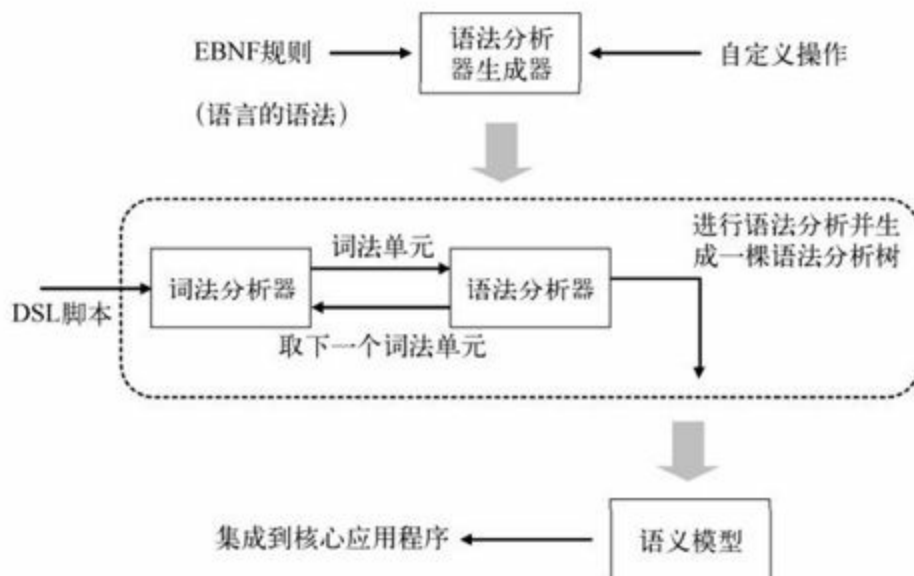 EBNF规则
语法分析
器生成器
自定义操作
（语言的语法）
进行语法分析并生
成一棵语法分析树
词法单元
词法分析器
语法分析器
DSL脚本
取下一个词法单元
集成到核心应用程序
语义模型